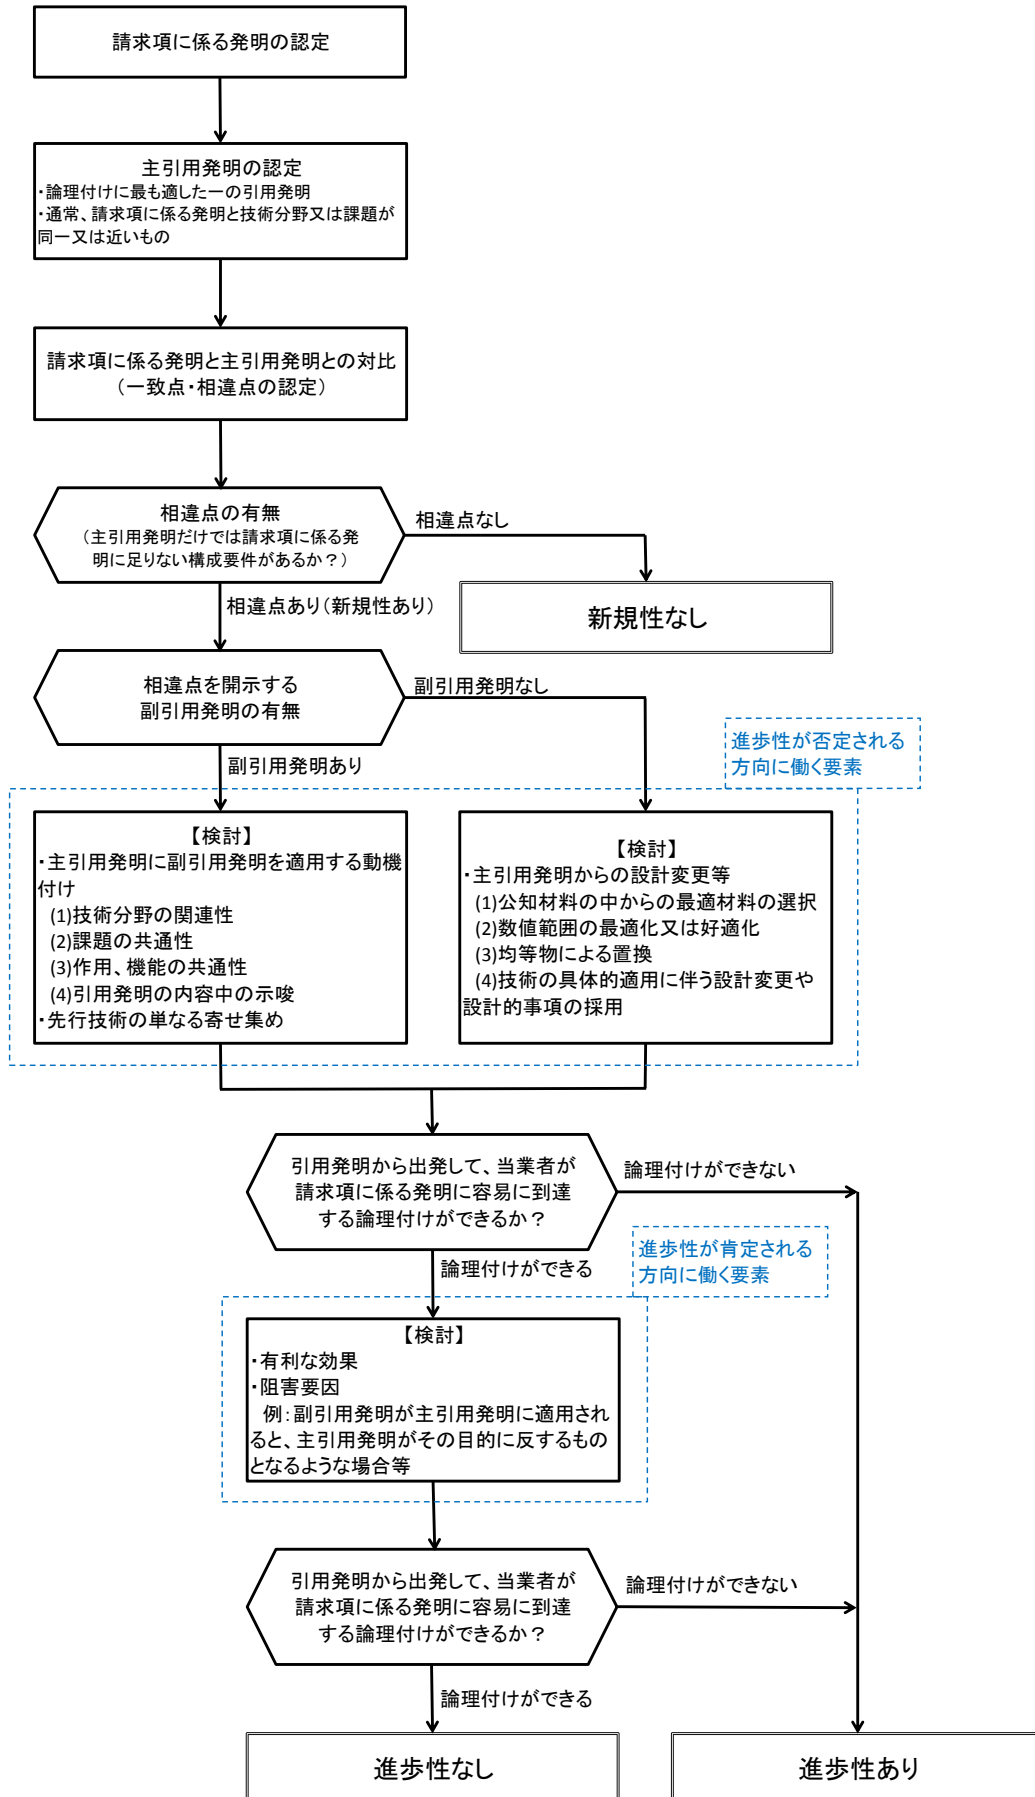 請求項に係る発明の認定
主引用発明の認定
・論理付けに最も適した一の引用発明
・通常、請求項に係る発明と技術分野又は課題が
同一又は近いもの
請求項に係る発明と主引用発明との対比
（一致点・相違点の認定）
相違点の有無
（主引用発明だけでは請求項に係る発
明に足りない構成要件があるか？）
相違点なし
新規性なし
相違点あり（新規性あり）
相違点を開示する
副引用発明の有無
副引用発明なし
副引用発明あり
進歩性が否定される
方向に働く要素
【検討】
・主引用発明に副引用発明を適用する動機
付け
(1)技術分野の関連性
(2)課題の共通性
(3)作用、機能の共通性
(4)引用発明の内容中の示唆
・先行技術の単なる寄せ集め
【検討】
・主引用発明からの設計変更等
(1)公知材料の中からの最適材料の選択
(2)数値範囲の最適化又は好適化
(3)均等物による置換
(4)技術の具体的適用に伴う設計変更や
設計的事項の採用
引用発明から出発して、当業者が
請求項に係る発明に容易に到達
する論理付けができるか？
論理付けができない
論理付けができる
進歩性が肯定される
方向に働く要素
【検討】
・有利な効果
・阻害要因
例：副引用発明が主引用発明に適用され
ると、主引用発明がその目的に反するもの
となるような場合等
引用発明から出発して、当業者が
請求項に係る発明に容易に到達
する論理付けができるか？
論理付けができない
論理付けができる
進歩性なし
進歩性あり